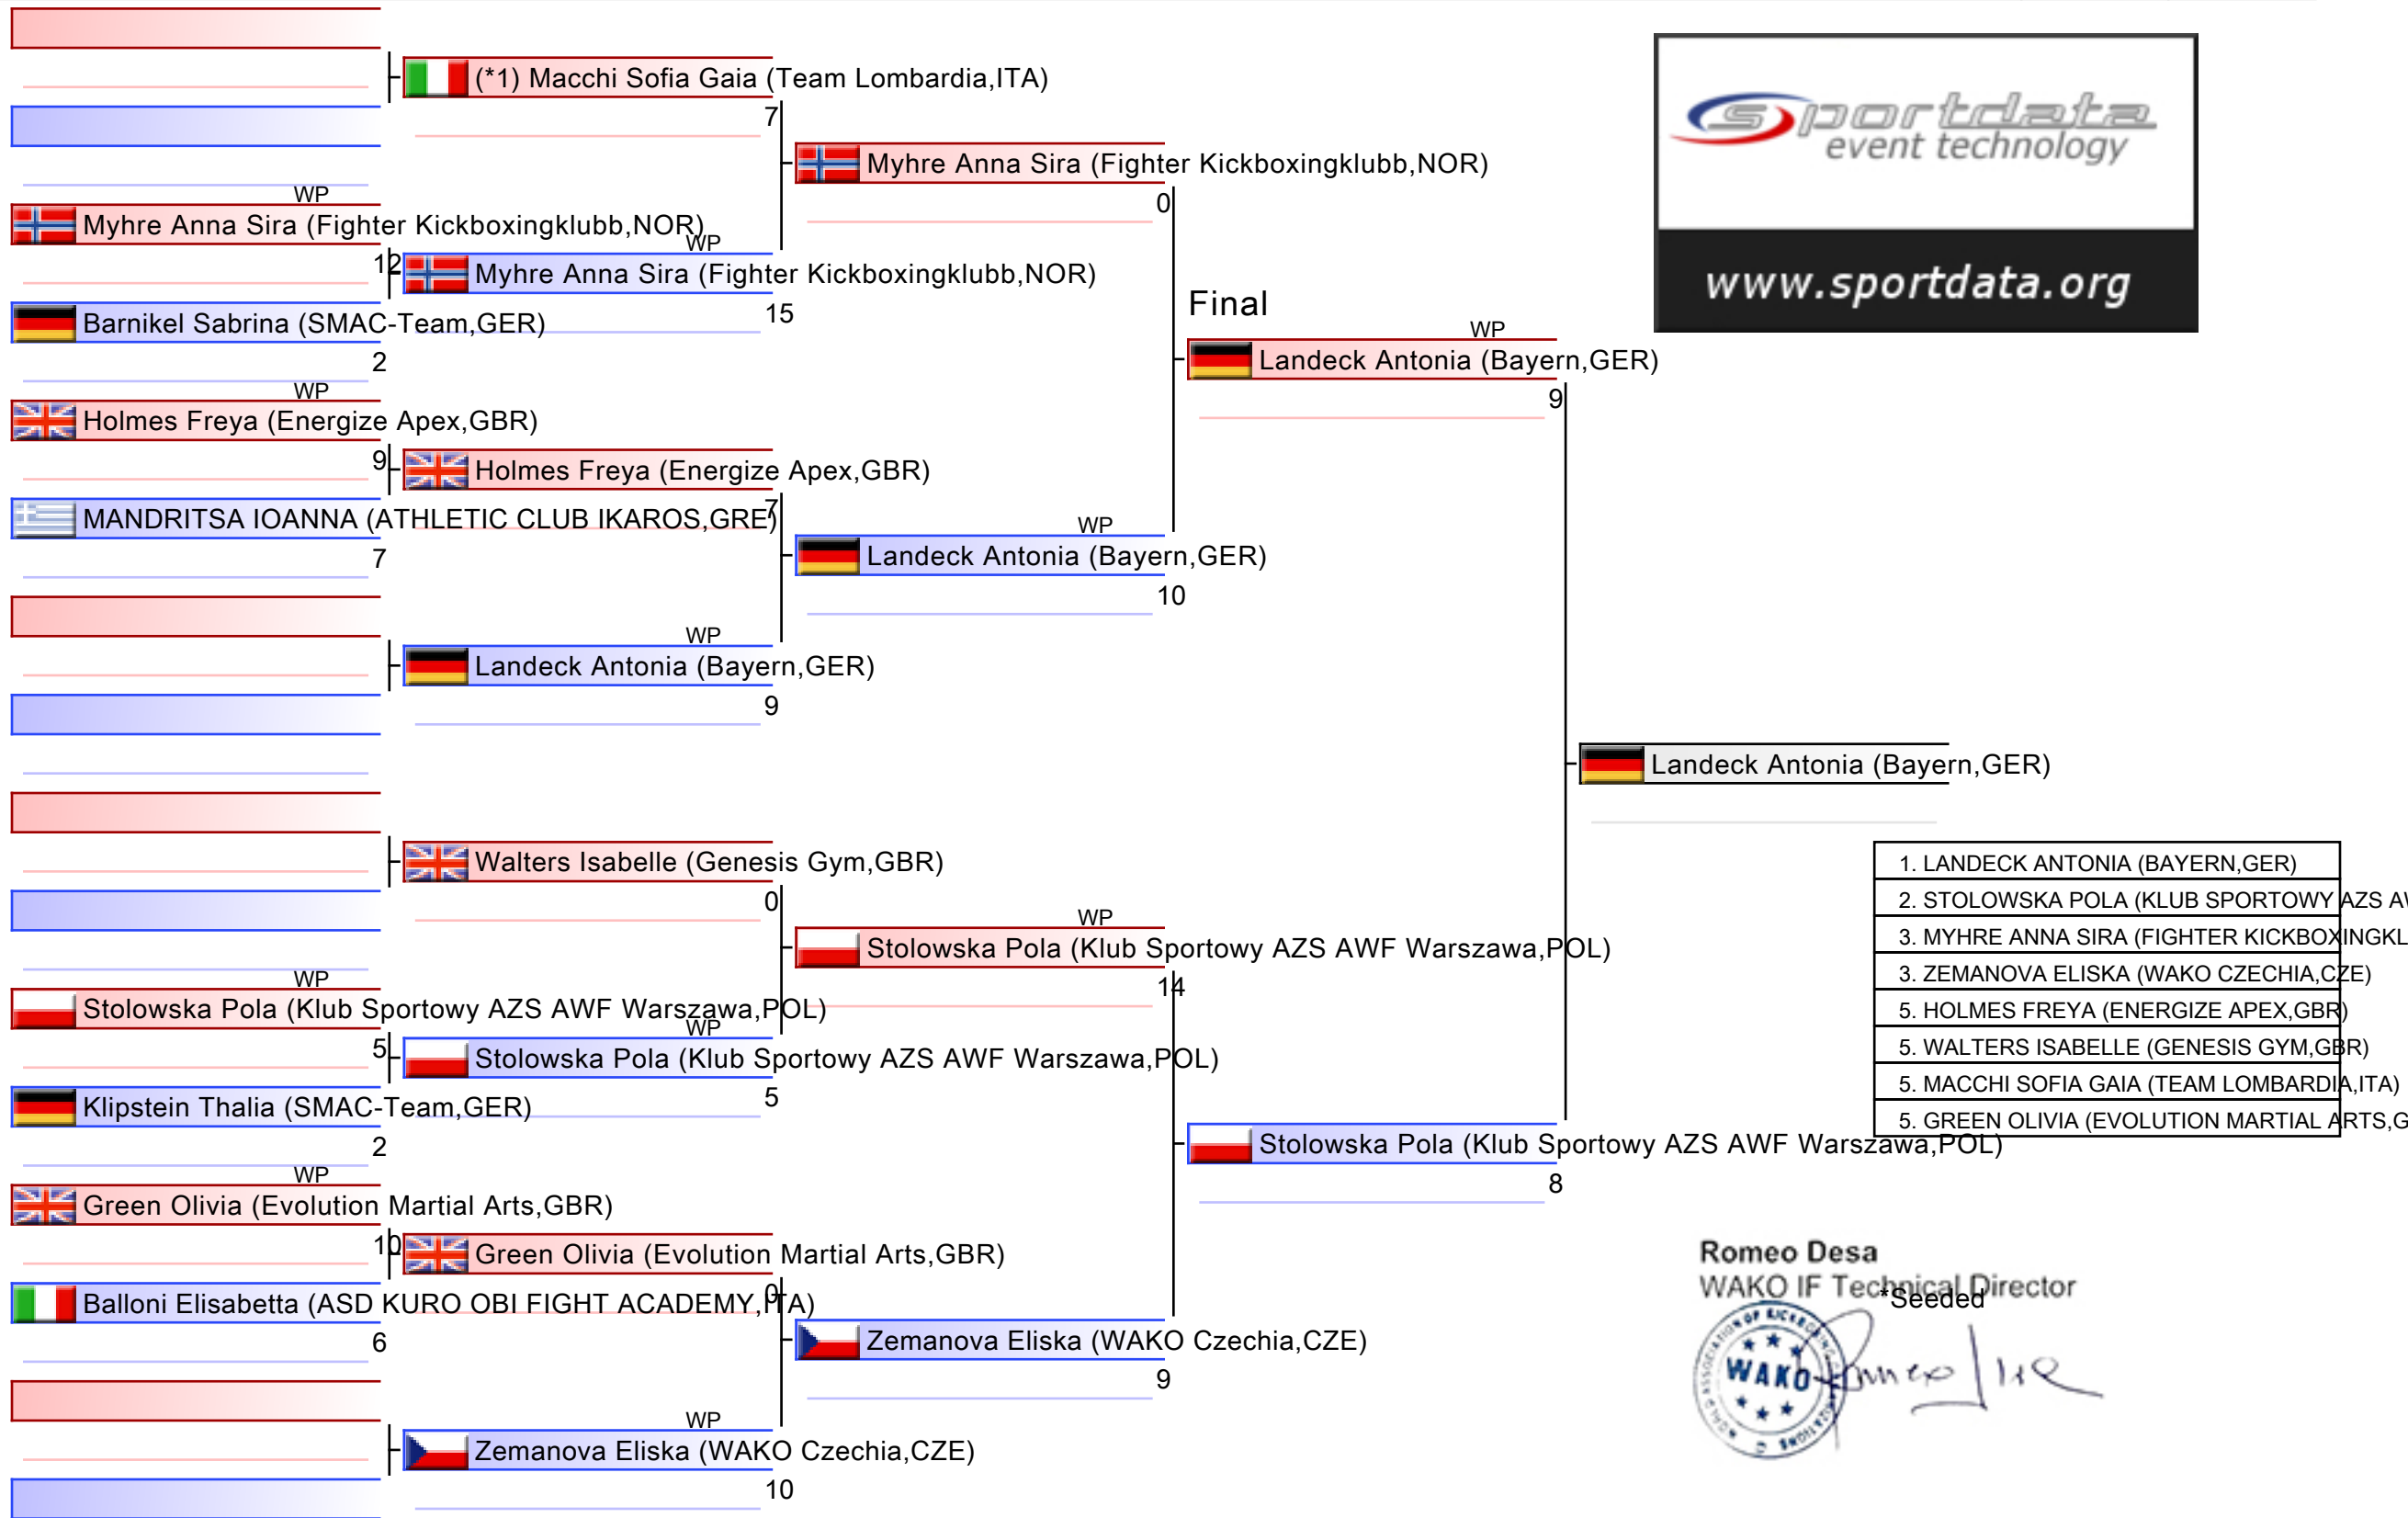 (*1) Macchi Sofia Gaia (Team Lombardia,ITA)
7
WP
Myhre Anna Sira (Fighter Kickboxingklubb,NOR)
12
Barnikel Sabrina (SMAC-Team,GER)
2
WP
Myhre Anna Sira (Fighter Kickboxingklubb,NOR)
15
Myhre Anna Sira (Fighter Kickboxingklubb,NOR)
0
WP
Holmes Freya (Energize Apex,GBR)
9
MANDRITSA IOANNA (ATHLETIC CLUB IKAROS,GRE)
7
Holmes Freya (Energize Apex,GBR)
7
WP
Landeck Antonia (Bayern,GER)
9
WP
Landeck Antonia (Bayern,GER)
10
Final
WP
Landeck Antonia (Bayern,GER)
9
Landeck Antonia (Bayern,GER)
Walters Isabelle (Genesis Gym,GBR)
0
WP
Stolowska Pola (Klub Sportowy AZS AWF Warszawa,POL)
5
Klipstein Thalia (SMAC-Team,GER)
2
WP
Stolowska Pola (Klub Sportowy AZS AWF Warszawa,POL)
5
WP
Stolowska Pola (Klub Sportowy AZS AWF Warszawa,POL)
14
WP
Green Olivia (Evolution Martial Arts,GBR)
10
Balloni Elisabetta (ASD KURO OBI FIGHT ACADEMY,ITA)
6
Green Olivia (Evolution Martial Arts,GBR)
0
WP
Zemanova Eliska (WAKO Czechia,CZE)
10
Zemanova Eliska (WAKO Czechia,CZE)
9
Stolowska Pola (Klub Sportowy AZS AWF Warszawa,POL)
8
sportdata
event technology
www.sportdata.org
1. LANDECK ANTONIA (BAYERN,GER)
2. STOLOWSKA POLA (KLUB SPORTOWY AZS AW
3. MYHRE ANNA SIRA (FIGHTER KICKBOXINGKL
3. ZEMANOVA ELISKA (WAKO CZECHIA,CZE)
5. HOLMES FREYA (ENERGIZE APEX,GBR)
5. WALTERS ISABELLE (GENESIS GYM,GBR)
5. MACCHI SOFIA GAIA (TEAM LOMBARDIA,ITA)
5. GREEN OLIVIA (EVOLUTION MARTIAL ARTS,G
Romeo Desa
WAKO IF Technical Director
*Seeded
WAKO